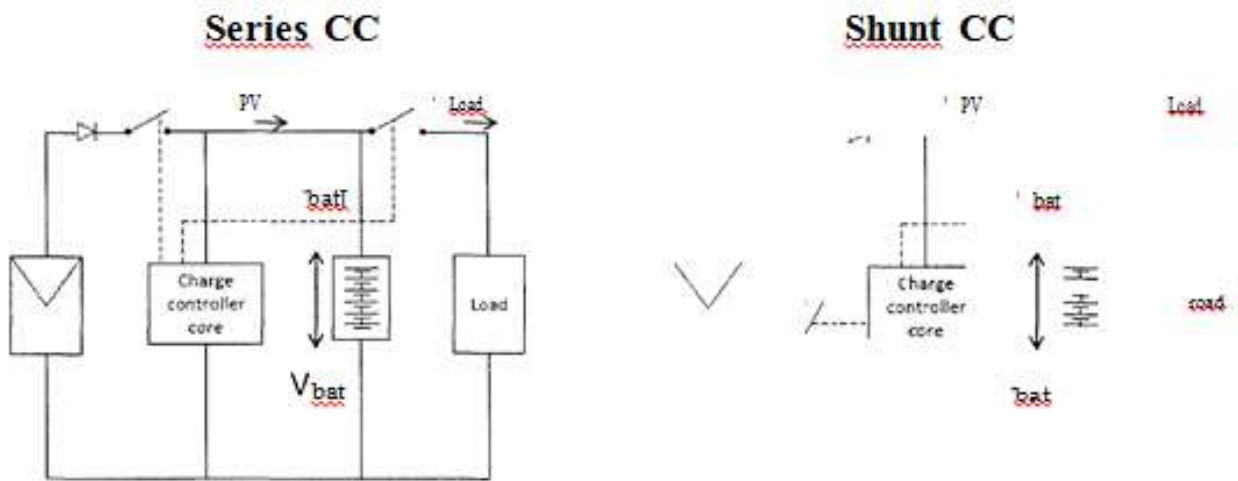 Series CC
Shunt CC
PV
Load
PV
Load
batI
bat
Charge
controller
core
Load
Charge
controller
core
soad
Vbat
bat